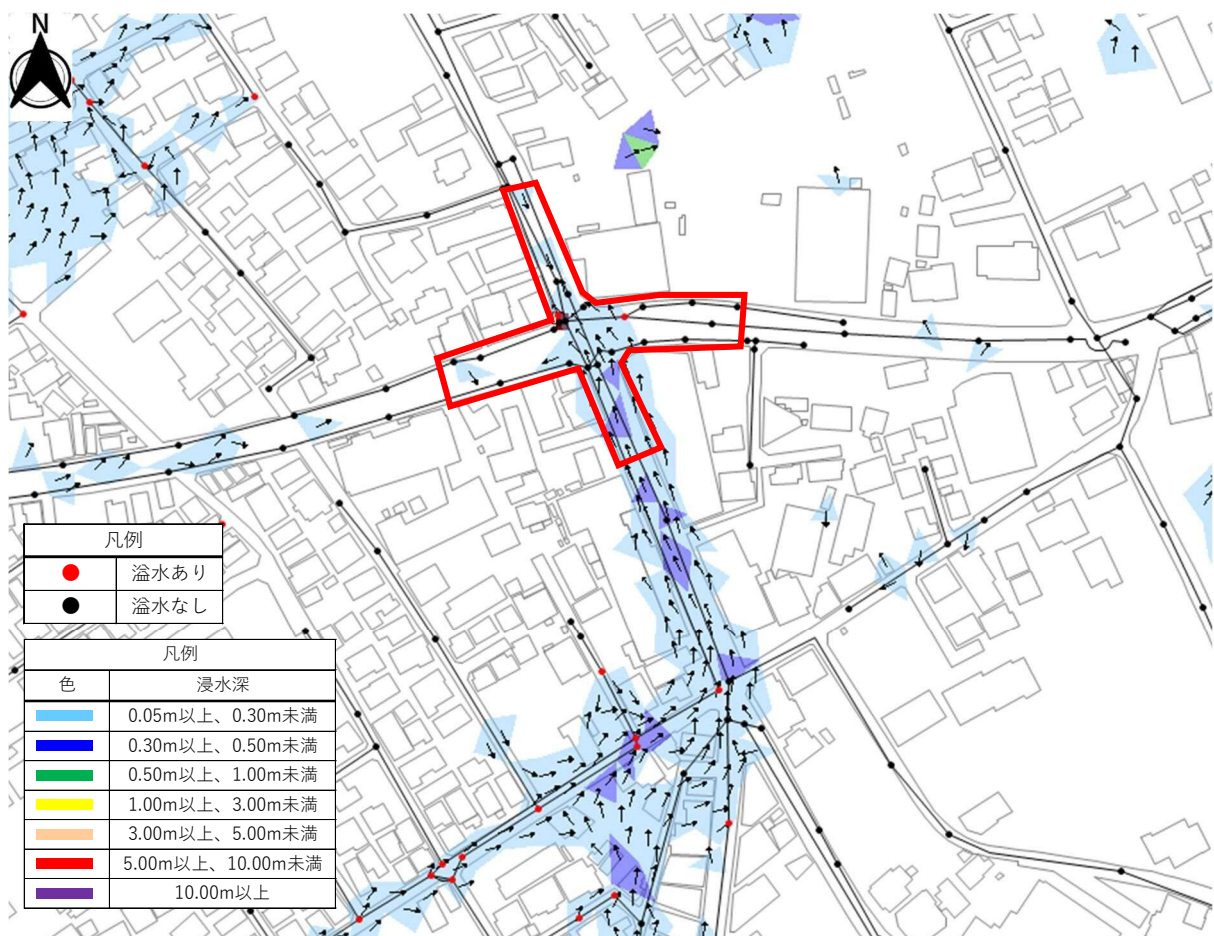 N
凡例
溢水あり
溢水なし
凡例
色 浸水深
0.05m以上、0.30m未満
0.30m以上、0.50m未満
0.50m以上、1.00m未満
1.00m以上、3.00m未満
3.00m以上、5.00m未満
5.00m以上、10.00m未満
10.00m以上